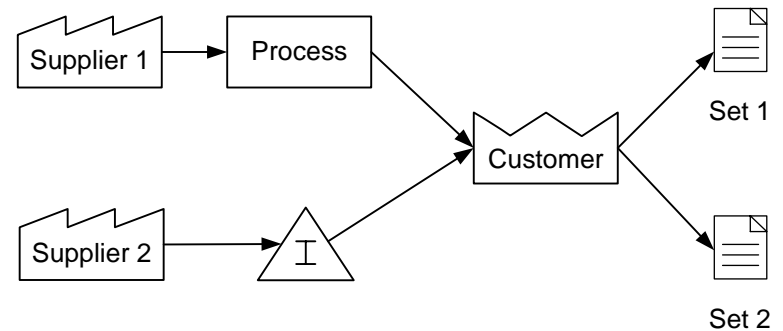 Supplier 1
Process
Set 1
Customer
Supplier 2
I
Set 2